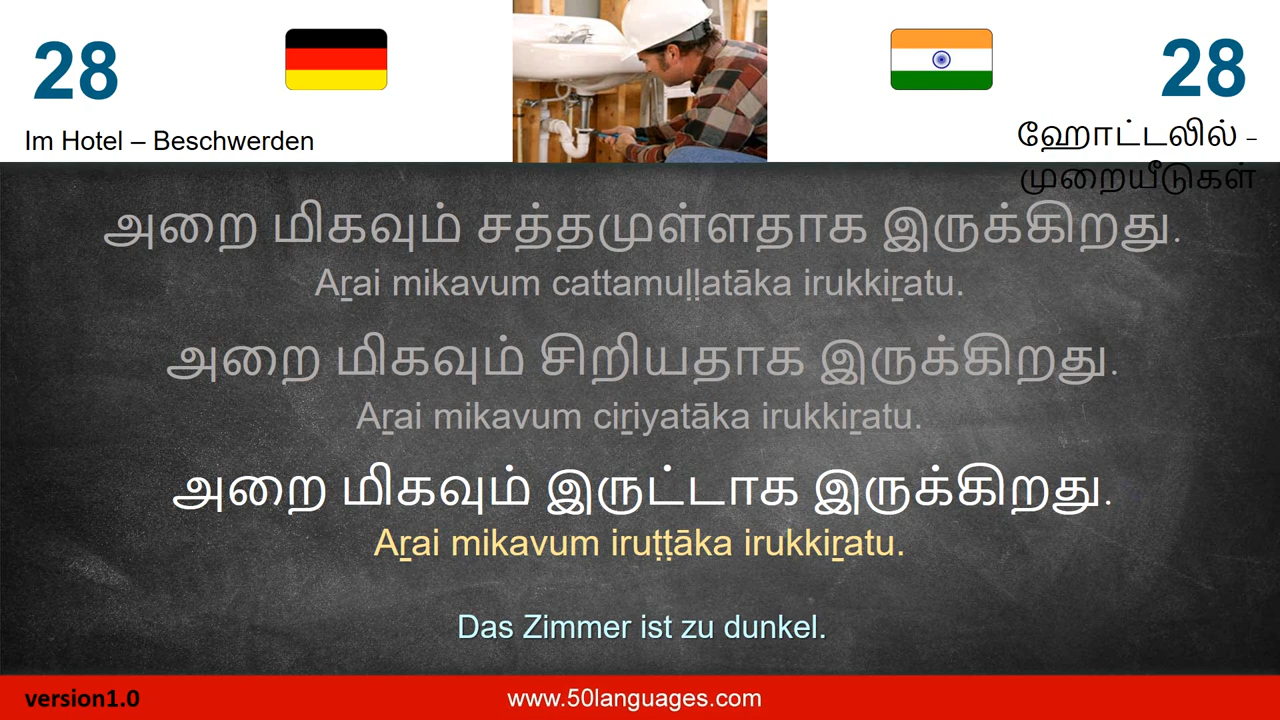 28
28
Im Hotel – Beschwerden
ஹோட்டலில் –
முறையீடுகள்
அறை மிகவும் சத்தமுள்ளதாக இருக்கிறது.
Aṟai mikavum cattamuḷḷatāka irukkiṟatu.
அறை மிகவும் சிறியதாக இருக்கிறது.
Aṟai mikavum ciṟiyatāka irukkiṟatu.
அறை மிகவும் இருட்டாக இருக்கிறது.
Aṟai mikavum iruṭṭāka irukkiṟatu.
Das Zimmer ist zu dunkel.
version1.0
www.50languages.com